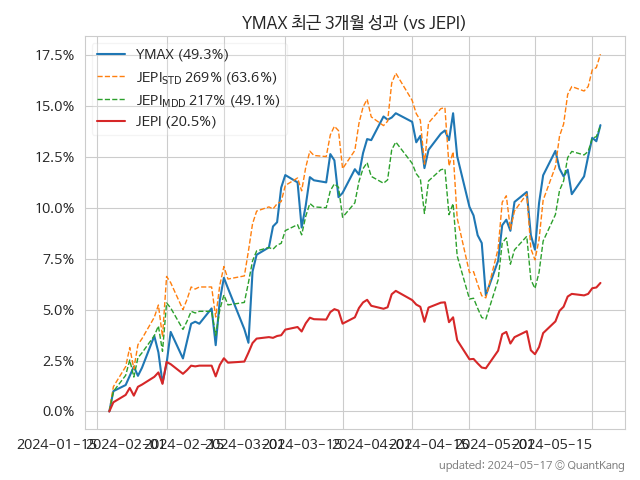 YMAX 최근 3개월 성과 (vs JEPI)
YMAX (49.3%)
JEPI_STD 269% (63.6%)
JEPI_MDD 217% (49.1%)
JEPI (20.5%)
17.5%
15.0%
12.5%
10.0%
7.5%
5.0%
2.5%
0.0%
2024-01-15 2024-02-01 2024-02-15 2024-03-01 2024-03-15 2024-04-01 2024-04-15 2024-05-01 2024-05-15
updated: 2024-05-17 @ QuantKang